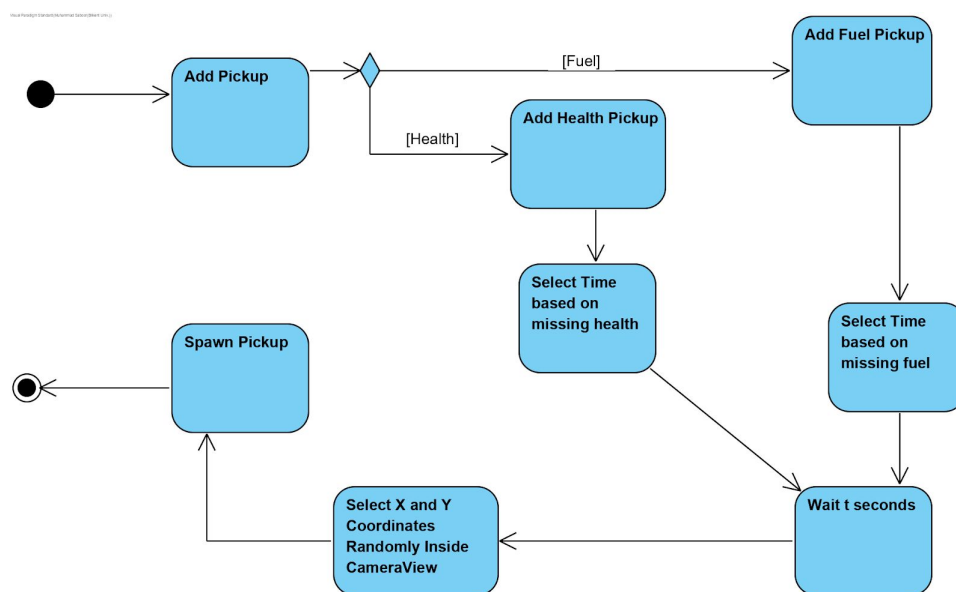 Add Pickup
[Fuel]
Add Fuel Pickup
[Health]
Add Health Pickup
Select Time
based on
missing health
Select Time
based on
missing fuel
Spawn Pickup
Select X and Y
Coordinates
Randomly Inside
CameraView
Wait t seconds